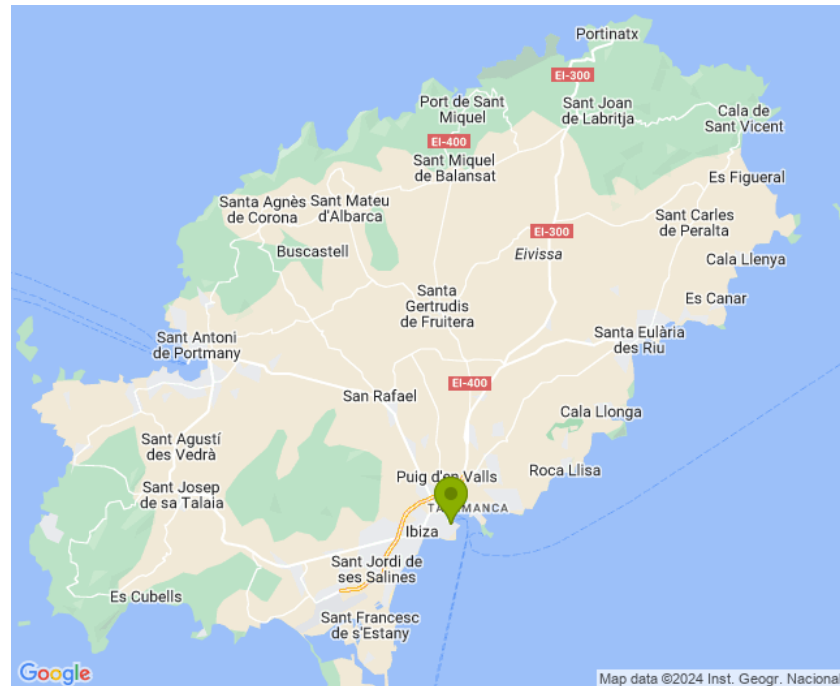 Portinatx
EI-300
Port de Sant
Miquel
Sant Joan
de Labritja
Cala de
Sant Vicent
EI-400
Sant Miquel
de Balansat
Es Figueral
Santa Agnès
de Corona
Sant Mateu
d'Albarca
Sant Carles
de Peralta
EI-300
Buscastell
Eivissa
Cala Llenya
Santa
Gertrudis
de Fruitera
Es Canar
Sant Antoni
de Portmany
Santa Eulària
des Riu
EI-400
San Rafael
Cala Llonga
Sant Agustí
des Vedrà
Roca Llisa
Puig d'en Valls
Sant Josep
de sa Talaia
Ibiza
Sant Jordi de
ses Salines
Es Cubells
Sant Francesc
de s'Estany
Google
Map data ©2024 Inst. Geogr. Nacional